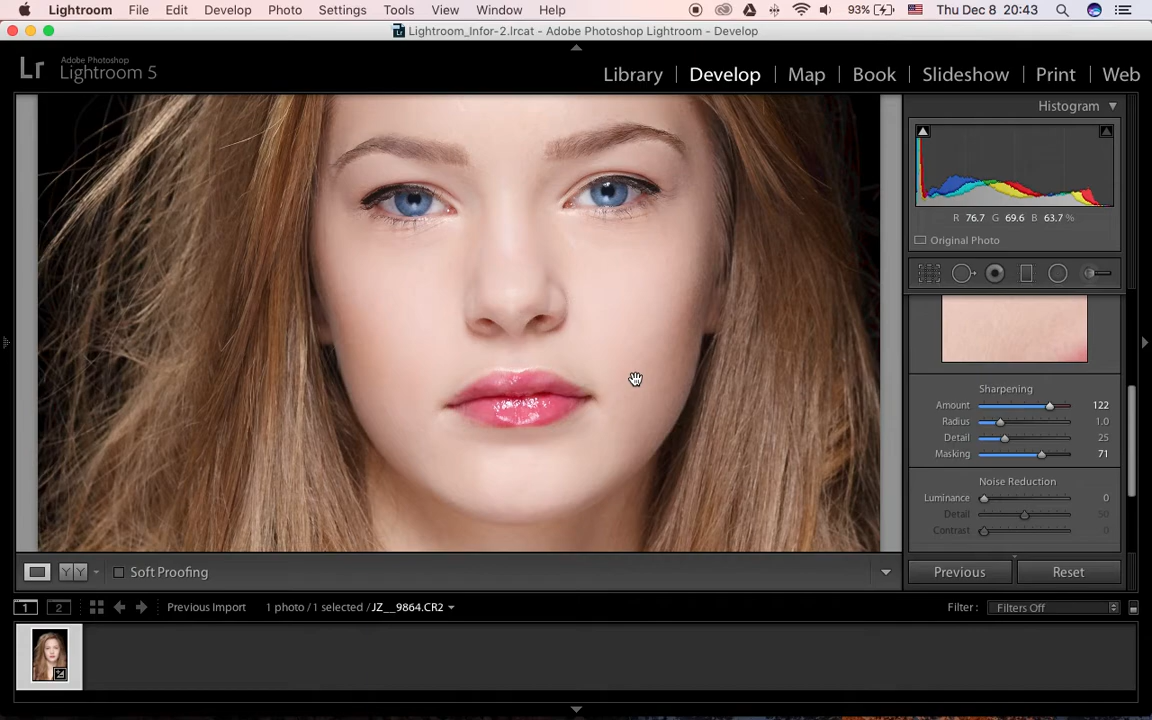 Lightroom File Edit Develop Photo Settings Tools View Window Help 93% Thu Dec 8 20:43
Lightroom_Infor-2.lrcat - Adobe Photoshop Lightroom - Develop
Lr Adobe Photoshop
Lightroom 5
Library Develop Map Book Slideshow Print Web
Histogram
R 76.7 G 69.6 B 63.7 %
Original Photo
Sharpening
Amount 122
Radius 1.0
Detail 25
Masking 71
Noise Reduction
Luminance 0
Detail 50
Contrast 0
YY Soft Proofing
Previous Reset
1 2 Previous Import 1 photo / 1 selected / JZ__9864.CR2 Filter : Filters Off